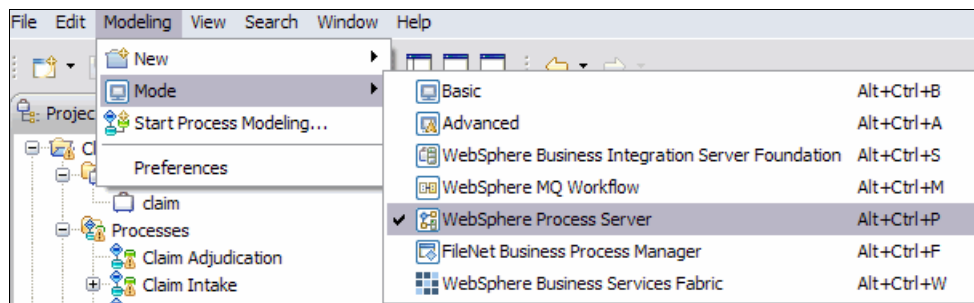 File Edit Modeling View Search Window Help
New
Mode
Start Process Modeling...
Preferences
Basic Alt+Ctrl+B
Advanced Alt+Ctrl+A
WebSphere Business Integration Server Foundation Alt+Ctrl+S
WebSphere MQ Workflow Alt+Ctrl+M
WebSphere Process Server Alt+Ctrl+P
FileNet Business Process Manager Alt+Ctrl+F
WebSphere Business Services Fabric Alt+Ctrl+W
Projec
Cl
claim
Processes
Claim Adjudication
Claim Intake